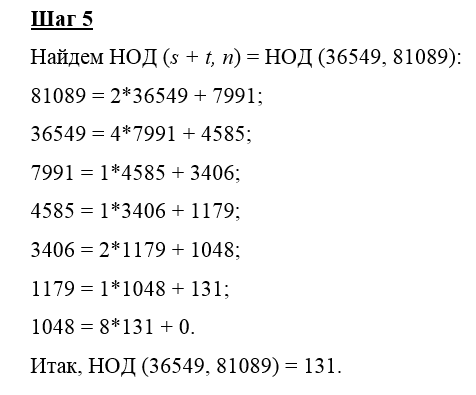 Шаг 5
Найдем НОД (s + t, n) = НОД (36549, 81089):
81089 = 2*36549 + 7991;
36549 = 4*7991 + 4585;
7991 = 1*4585 + 3406;
4585 = 1*3406 + 1179;
3406 = 2*1179 + 1048;
1179 = 1*1048 + 131;
1048 = 8*131 + 0.
Итак, НОД (36549, 81089) = 131.